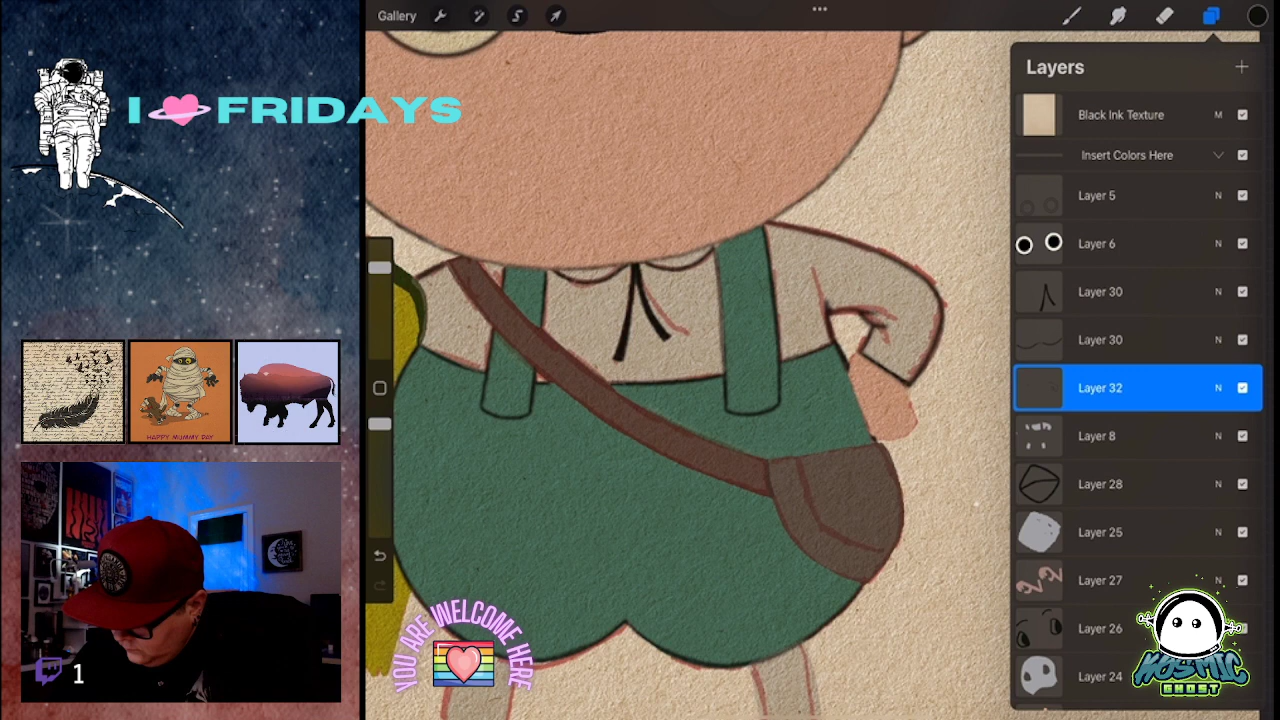 Gallery
Layers
Black Ink Texture M
Insert Colors Here
Layer 5 N
Layer 6 N
Layer 30 N
Layer 30 N
Layer 32 N
Layer 8 N
Layer 28 N
Layer 25 N
Layer 27 N
Layer 26
Layer 24
I FRIDAYS
HAPPY MUMMY DAY
1
YOU ARE WELCOME HERE
KOSMIC
GHOST